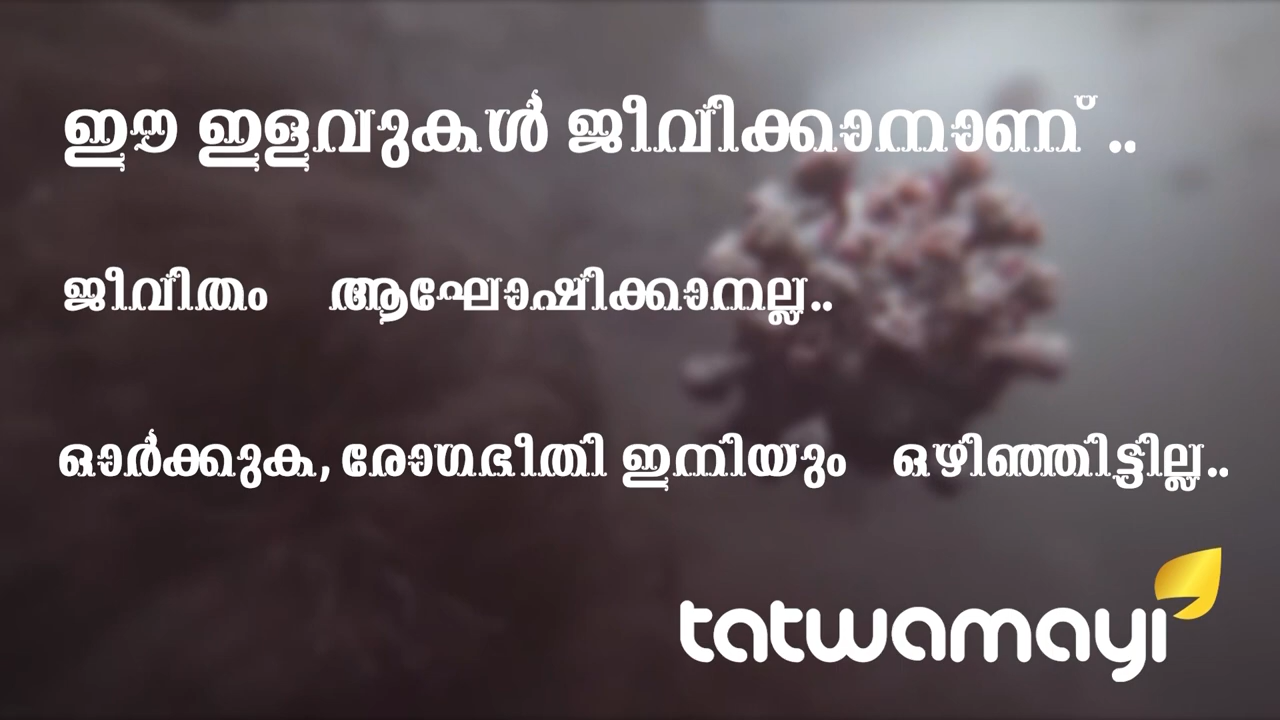 ഈ ഇളവുകൾ ജീവിക്കാനാണ് ..
ജീവിതം ആഘോഷിക്കാനല്ല..
ഓർക്കുക, രോഗഭീതി ഇനിയും ഒഴിഞ്ഞിട്ടില്ല..
tatwamayi